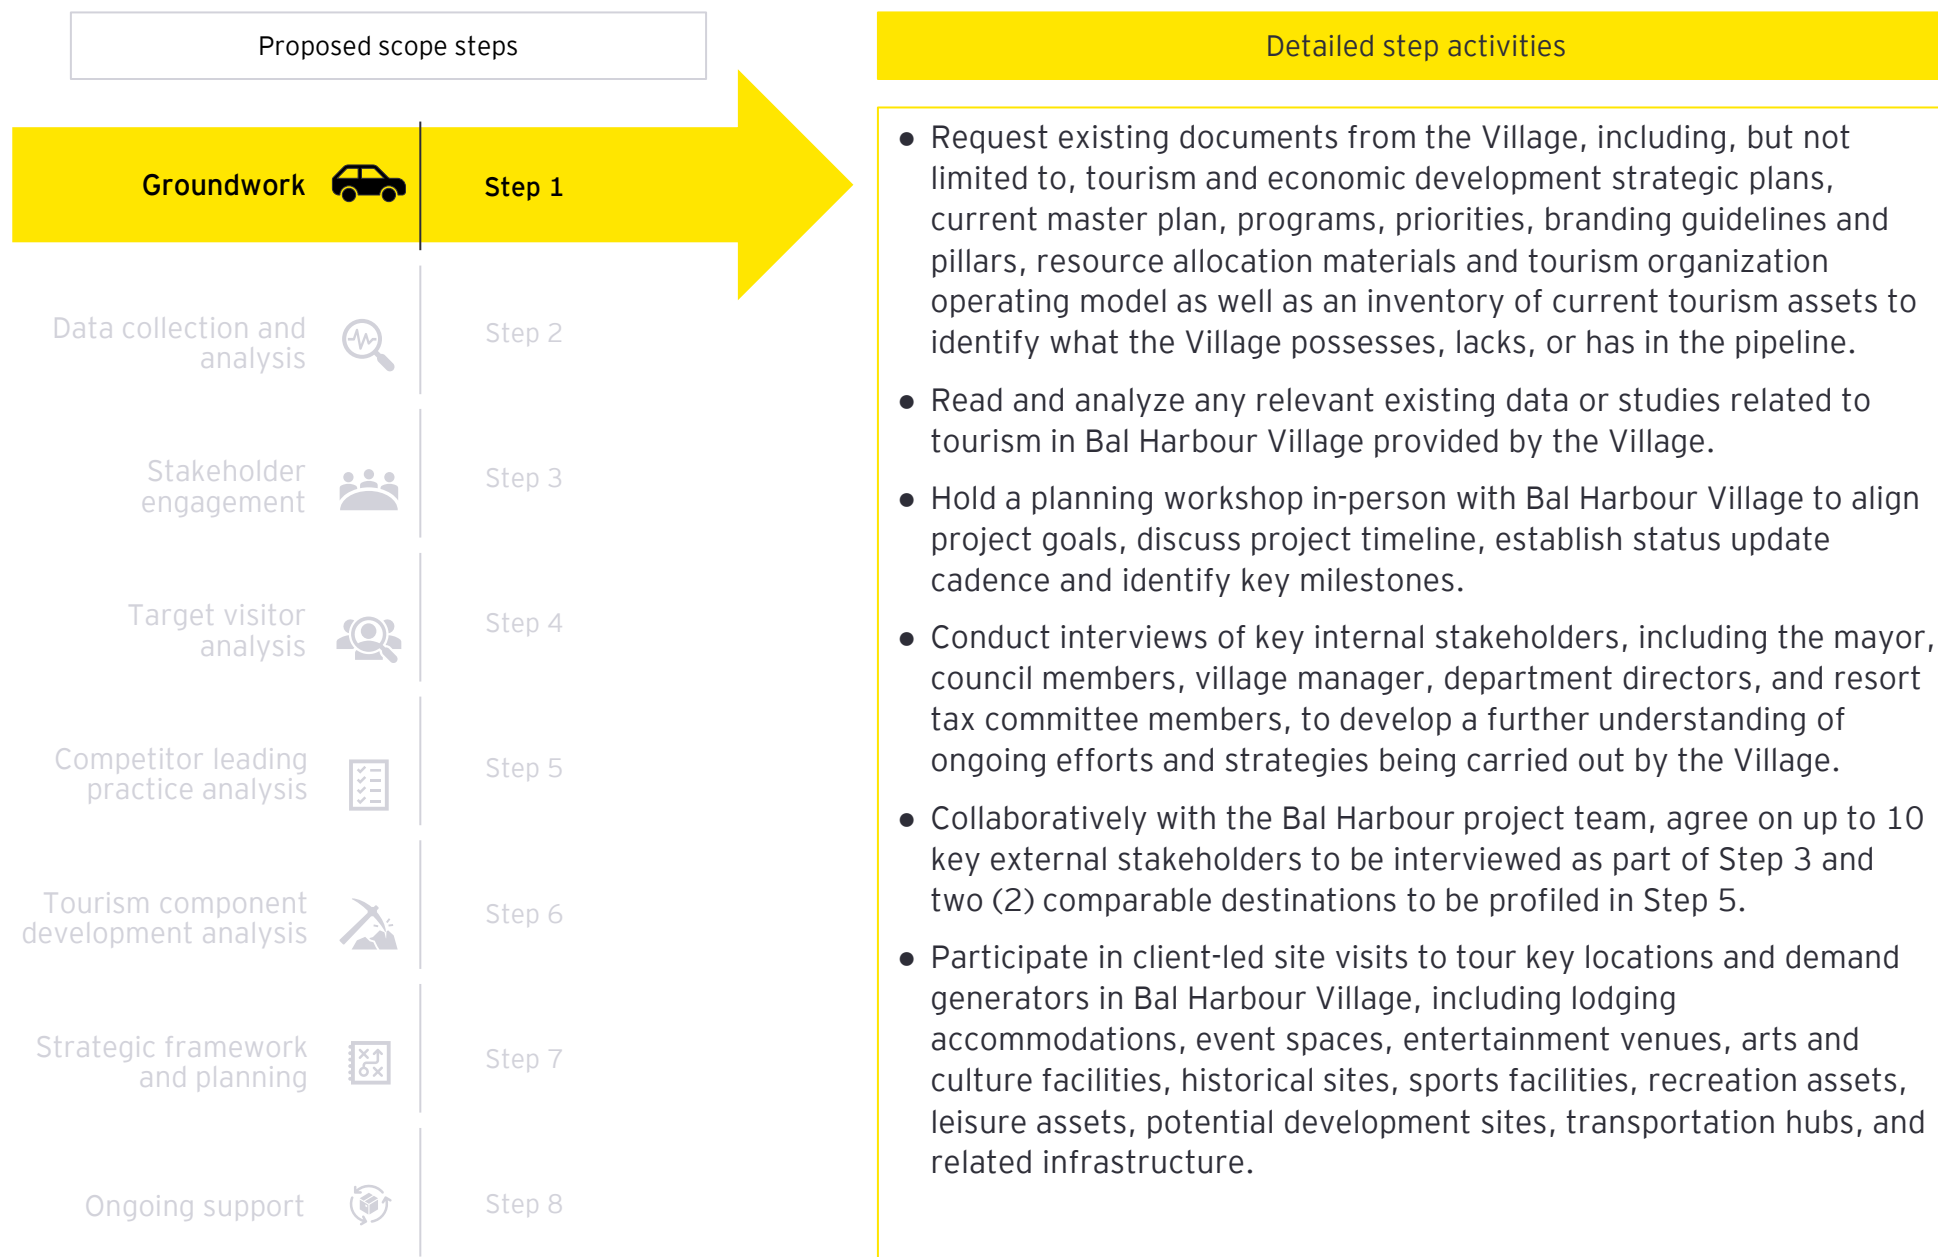 Proposed scope steps
Groundwork
Step 1
Data collection and
analysis
Step 2
Stakeholder
engagement
Step 3
Target visitor
analysis
Step 4
Competitor leading
practice analysis
Step 5
Tourism component
development analysis
Step 6
Strategic framework
and planning
Step 7
Ongoing support
Step 8
Detailed step activities
● Request existing documents from the Village, including, but not
limited to, tourism and economic development strategic plans,
current master plan, programs, priorities, branding guidelines and
pillars, resource allocation materials and tourism organization
operating model as well as an inventory of current tourism assets to
identify what the Village possesses, lacks, or has in the pipeline.
● Read and analyze any relevant existing data or studies related to
tourism in Bal Harbour Village provided by the Village.
● Hold a planning workshop in-person with Bal Harbour Village to align
project goals, discuss project timeline, establish status update
cadence and identify key milestones.
● Conduct interviews of key internal stakeholders, including the mayor,
council members, village manager, department directors, and resort
tax committee members, to develop a further understanding of
ongoing efforts and strategies being carried out by the Village.
● Collaboratively with the Bal Harbour project team, agree on up to 10
key external stakeholders to be interviewed as part of Step 3 and
two (2) comparable destinations to be profiled in Step 5.
● Participate in client-led site visits to tour key locations and demand
generators in Bal Harbour Village, including lodging
accommodations, event spaces, entertainment venues, arts and
culture facilities, historical sites, sports facilities, recreation assets,
leisure assets, potential development sites, transportation hubs, and
related infrastructure.